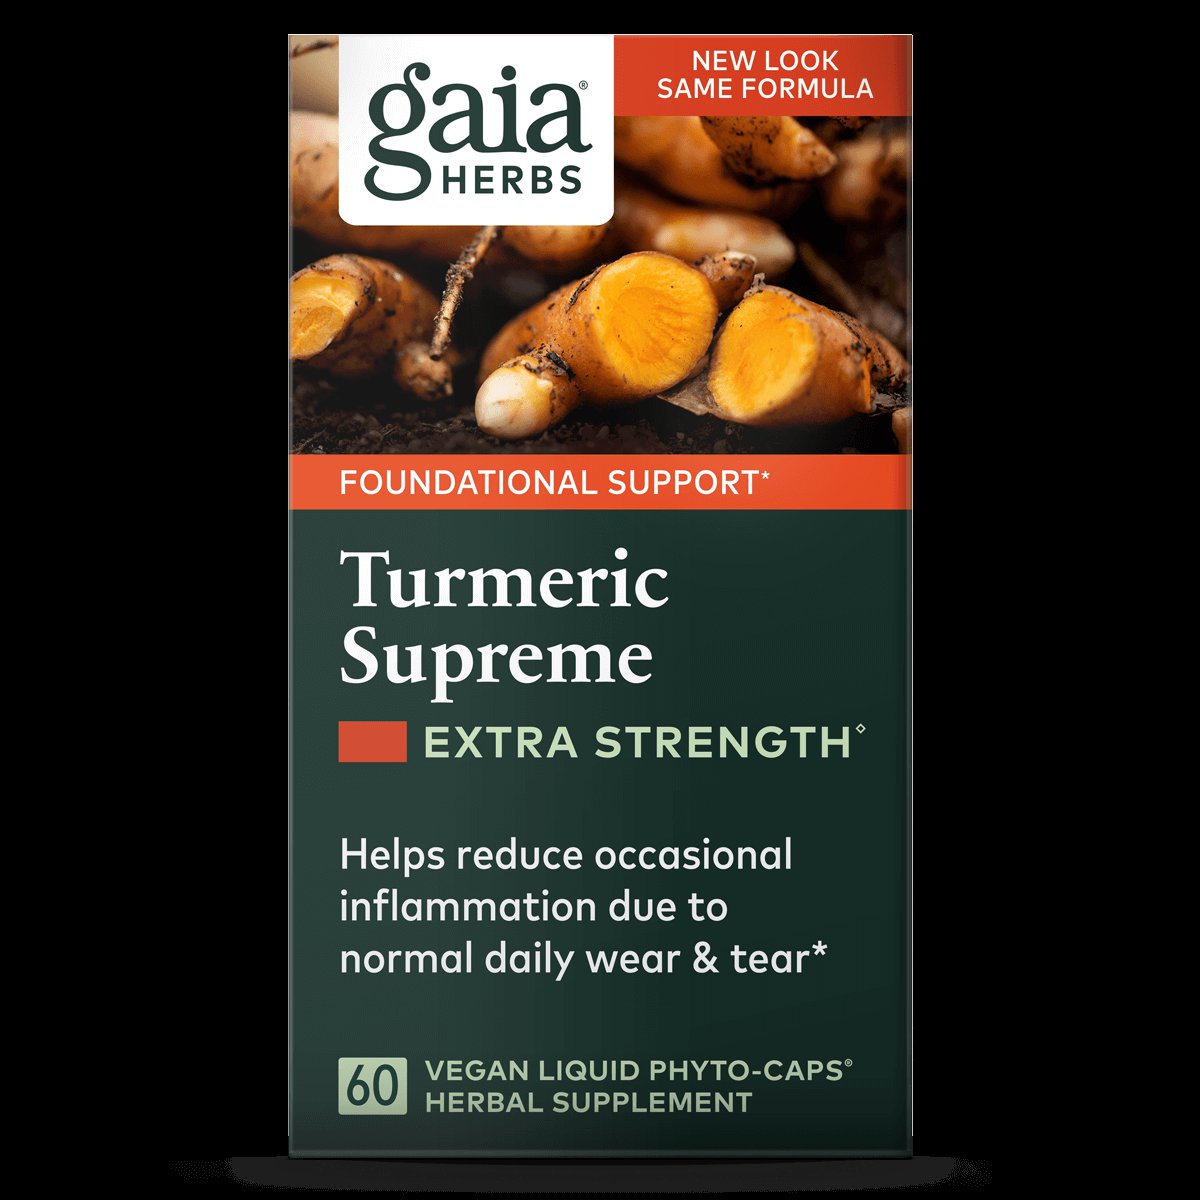 gaia®
HERBS
NEW LOOK
SAME FORMULA
FOUNDATIONAL SUPPORT*
Turmeric
Supreme
EXTRA STRENGTH◊
Helps reduce occasional
inflammation due to
normal daily wear & tear*
60
VEGAN LIQUID PHYTO-CAPS®
HERBAL SUPPLEMENT